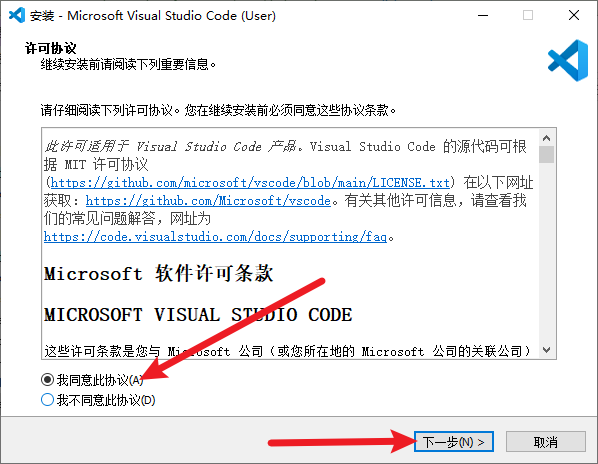 安装 - Microsoft Visual Studio Code (User)
许可协议
继续安装前请阅读下列重要信息。
请仔细阅读下列许可协议。您在继续安装前必须同意这些协议条款。
此许可适用于 Visual Studio Code 产品。Visual Studio Code 的源代码可根
据 MIT 许可协议
(https://github.com/microsoft/vscode/blob/main/LICENSE.txt) 在以下网址
获取：https://github.com/Microsoft/vscode。有关其他许可信息，请查看我
们的常见问题解答，网址为
https://code.visualstudio.com/docs/supporting/faq。
Microsoft 软件许可条款
MICROSOFT VISUAL STUDIO CODE
这些许可条款是您与 Microsoft 公司（或您所在地的 Microsoft 公司的关联公司）
我同意此协议(A)
我不同意此协议(D)
下一步(N) >
取消